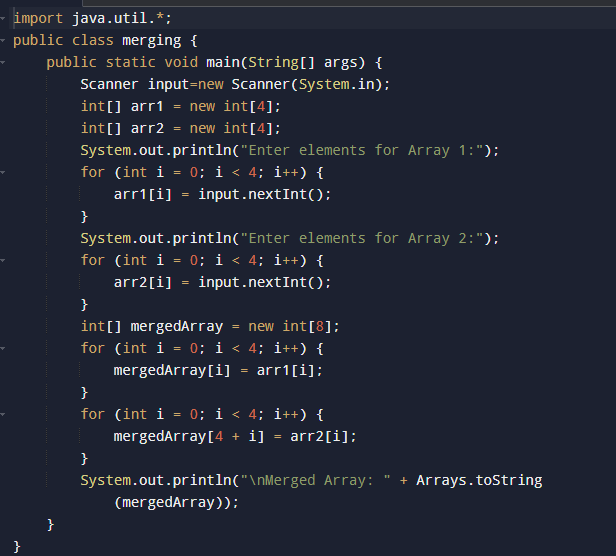 import java.util.*;
public class merging {
    public static void main(String[] args) {
        Scanner input=new Scanner(System.in);
        int[] arr1 = new int[4];
        int[] arr2 = new int[4];
        System.out.println("Enter elements for Array 1:");
        for (int i = 0; i < 4; i++) {
            arr1[i] = input.nextInt();
        }
        System.out.println("Enter elements for Array 2:");
        for (int i = 0; i < 4; i++) {
            arr2[i] = input.nextInt();
        }
        int[] mergedArray = new int[8];
        for (int i = 0; i < 4; i++) {
            mergedArray[i] = arr1[i];
        }
        for (int i = 0; i < 4; i++) {
            mergedArray[4 + i] = arr2[i];
        }
        System.out.println("\nMerged Array: " + Arrays.toString
            (mergedArray));
    }
}